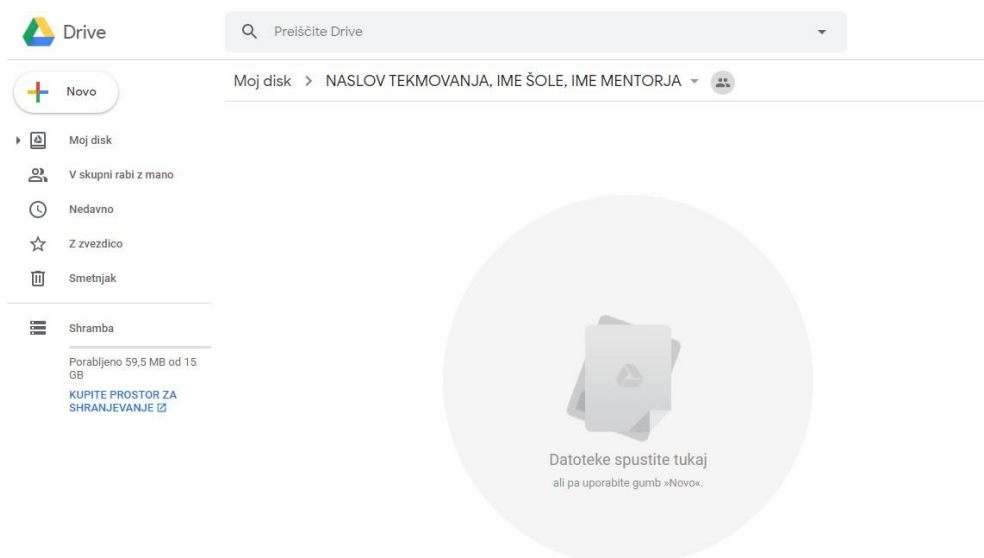 Drive
Preiščite Drive
Novo
Moj disk > NASLOV TEKMOVANJA, IME ŠOLE, IME MENTORJA
Moj disk
V skupni rabi z mano
Nedavno
Z zvezdico
Smetnjak
Shramba
Porabljeno 59,5 MB od 15
GB
KUPITE PROSTOR ZA
SHRANJEVANJE
Datoteke spustite tukaj
ali pa uporabite gumb »Novo«.